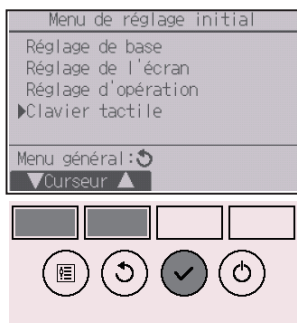 Menu de réglage initial
Réglage de base
Réglage de l'écran
Réglage d'opération
▶Clavier tactile
Menu général:↺
▼Curseur▲